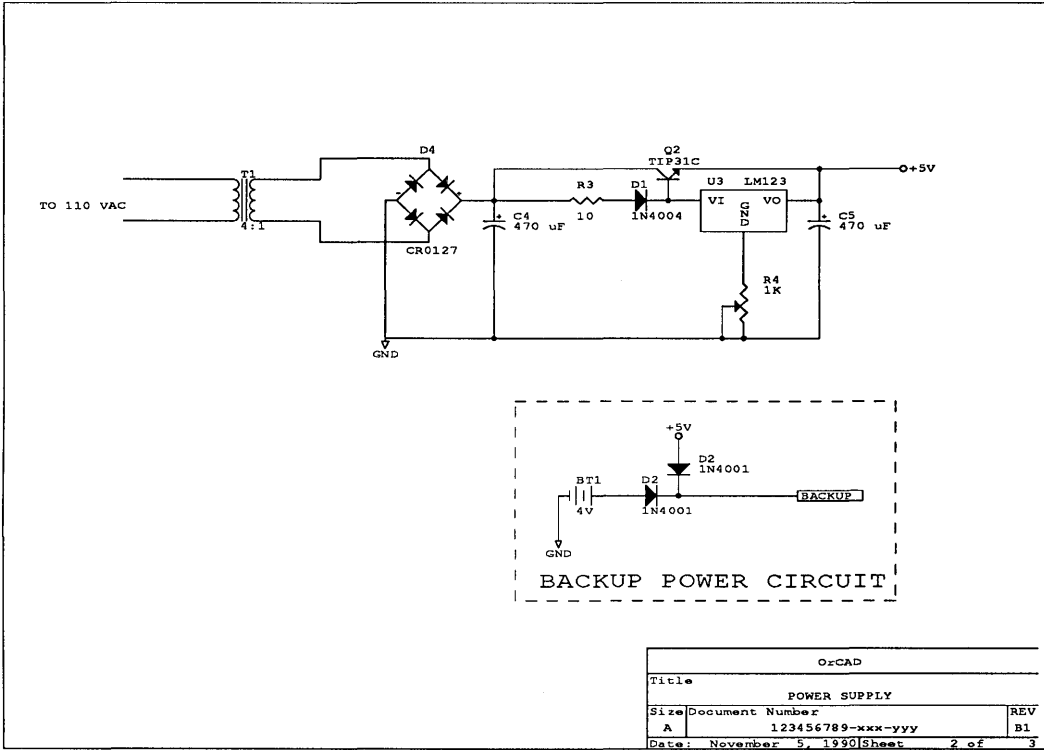 D4
Q2
TIP31C
+5V
T1
R3
D1
U3 LM123
VI
GND
VO
TO 110 VAC
C4
470 uF
10
1N4004
C5
470 uF
4:1
CR0127
R4
1K
GND
+5V
D2
1N4001
BT1
D2
BACKUP
4V
1N4001
GND
BACKUP POWER CIRCUIT
OrCAD
Title
POWER SUPPLY
Size Document Number REV
A 123456789-xxx-yyy B1
Date: November 5, 1990 Sheet 2 of 3